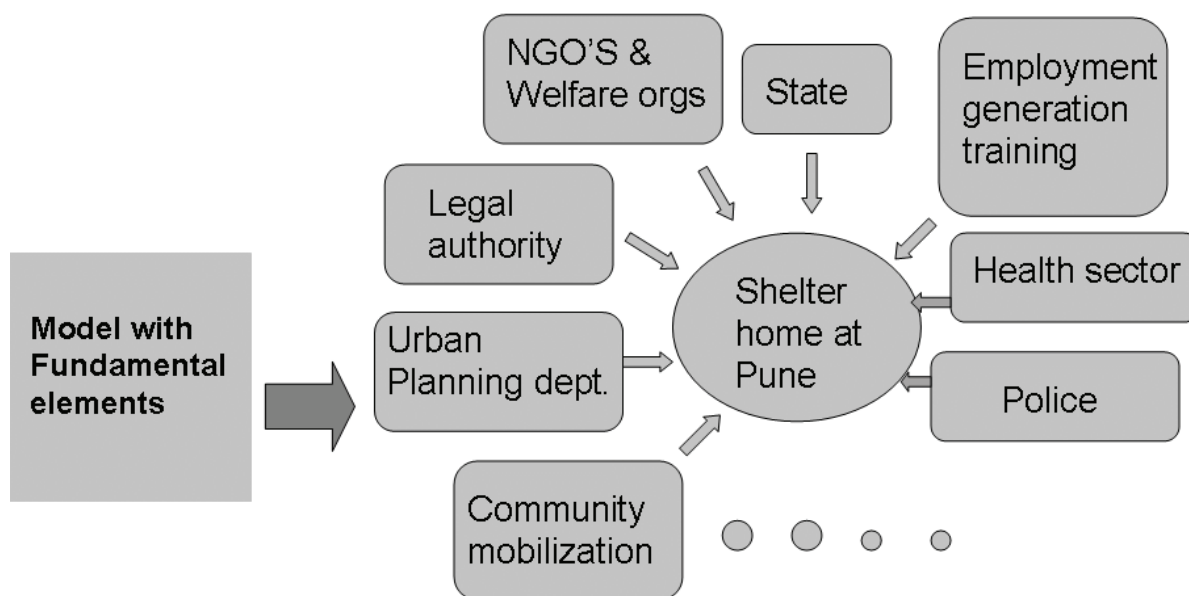 NGO'S &
Welfare orgs
State
Employment
generation
training
Legal
authority
Health sector
Model with
Fundamental
elements
Shelter
home at
Pune
Urban
Planning dept.
Police
Community
mobilization